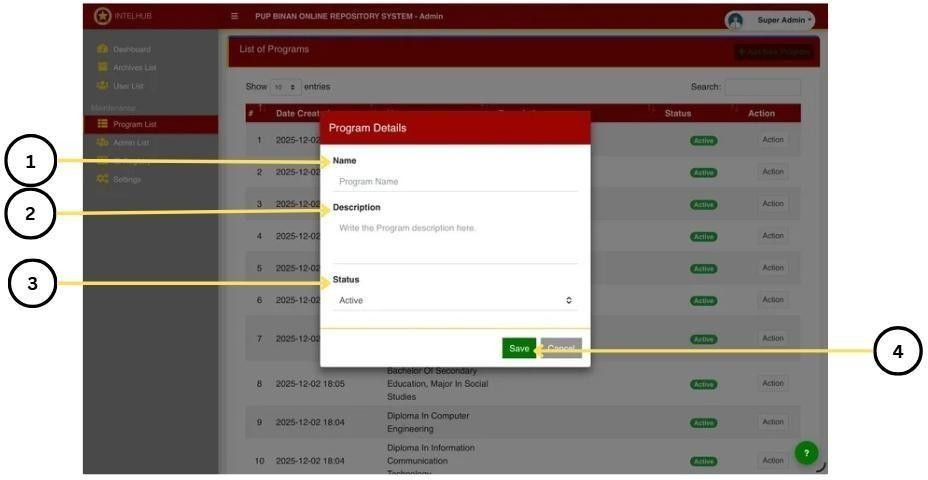 INTELHUB
PUP BINAN ONLINE REPOSITORY SYSTEM - Admin
Super Admin
Dashboard
Archives List
User List
Maintenance
Program List
Admin List
Settings
List of Programs
Add New Program
Show 10 entries
Search:
# Date Creat Status Action
1 2025-12-02 Active Action
2 2025-12-02 Active Action
3 2025-12-02 Active Action
4 2025-12-02 Active Action
5 2025-12-02 Active Action
6 2025-12-02 Active Action
7 2025-12-02 Active Action
8 2025-12-02 18:05 Bachelor Of Secondary
Education, Major In Social
Studies
Active Action
9 2025-12-02 18:04 Diploma In Computer
Engineering
Active Action
10 2025-12-02 18:04 Diploma In Information
Communication
Technology
Active Action
Program Details
Name
Program Name
Description
Write the Program description here.
Status
Active
Save
Cancel
?
1
2
3
4